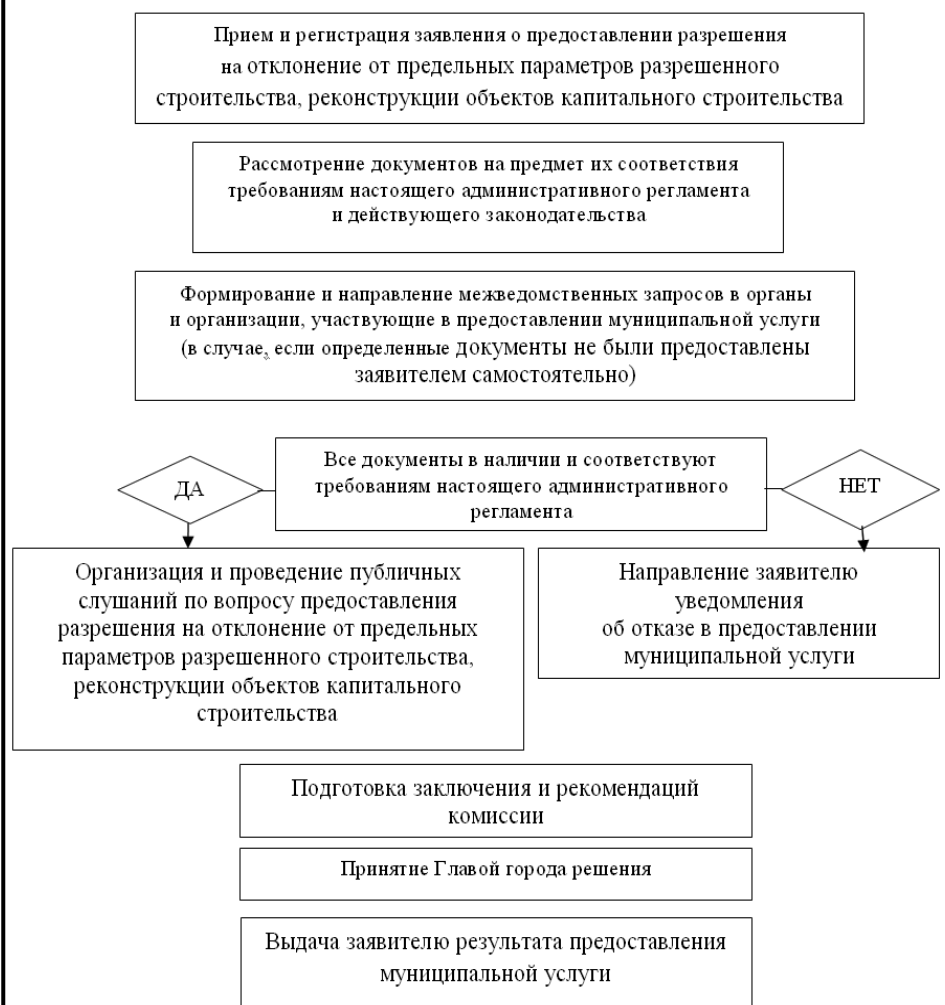 Прием и регистрация заявления о предоставлении разрешения
на отклонение от предельных параметров разрешенного
строительства, реконструкции объектов капитального строительства
Рассмотрение документов на предмет их соответствия
требованиям настоящего административного регламента
и действующего законодательства
Формирование и направление межведомственных запросов в органы
и организации, участвующие в предоставлении муниципальной услуги
(в случае, если определенные документы не были предоставлены
заявителем самостоятельно)
ДА
Все документы в наличии и соответствуют
требованиям настоящего административного
регламента
НЕТ
Организация и проведение публичных
слушаний по вопросу предоставления
разрешения на отклонение от предельных
параметров разрешенного строительства,
реконструкции объектов капитального
строительства
Направление заявителю
уведомления
об отказе в предоставлении
муниципальной услуги
Подготовка заключения и рекомендаций
комиссии
Принятие Главой города решения
Выдача заявителю результата предоставления
муниципальной услуги